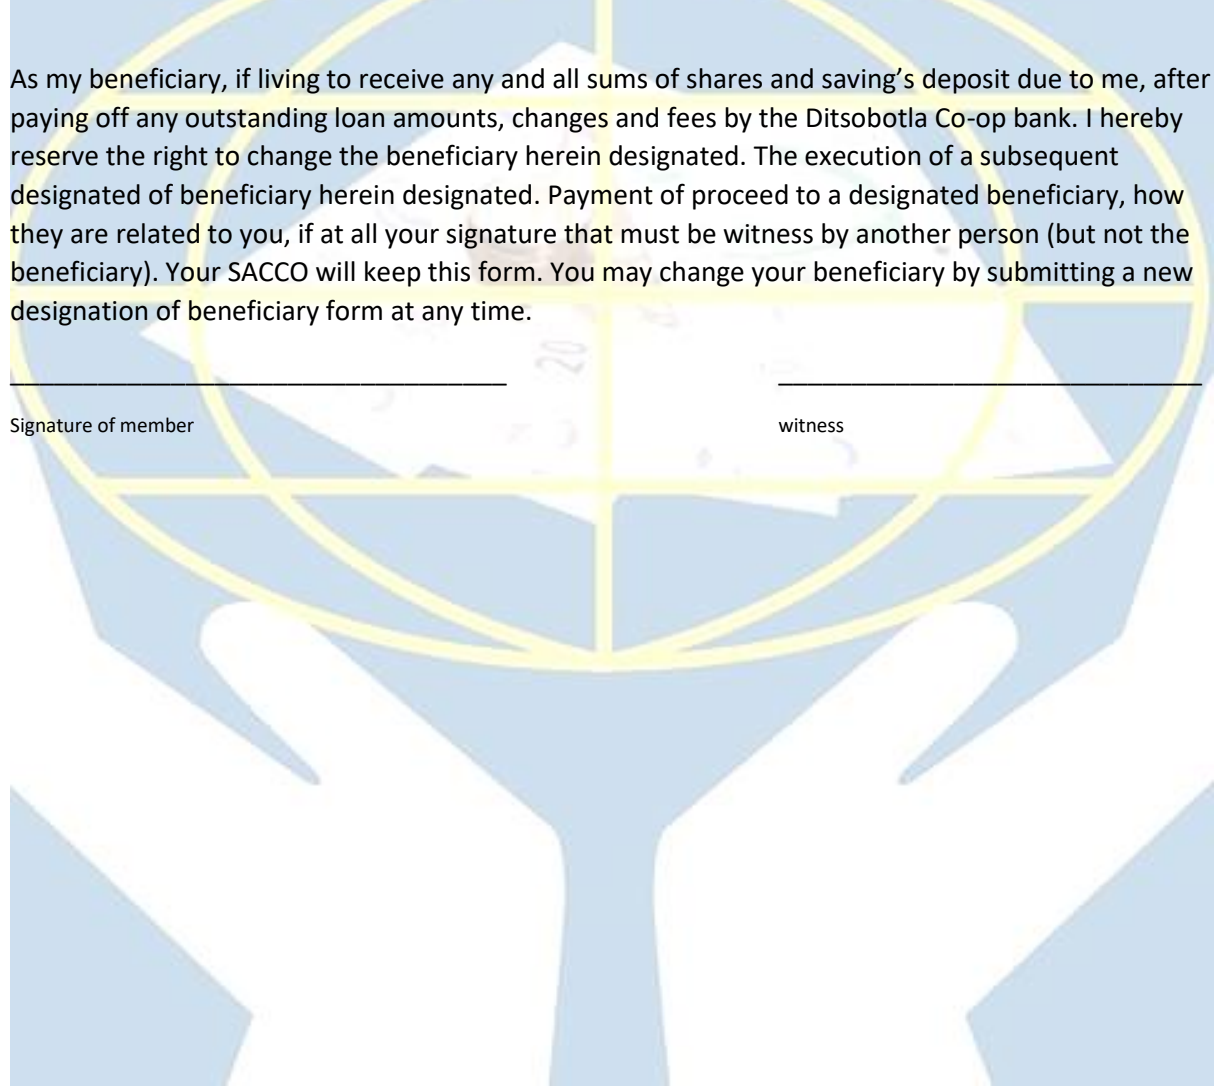 As my beneficiary, if living to receive any and all sums of shares and saving’s deposit due to me, after
paying off any outstanding loan amounts, changes and fees by the Ditsobotla Co-op bank. I hereby
reserve the right to change the beneficiary herein designated. The execution of a subsequent
designated of beneficiary herein designated. Payment of proceed to a designated beneficiary, how
they are related to you, if at all your signature that must be witness by another person (but not the
beneficiary). Your SACCO will keep this form. You may change your beneficiary by submitting a new
designation of beneficiary form at any time.
20
Signature of member
witness